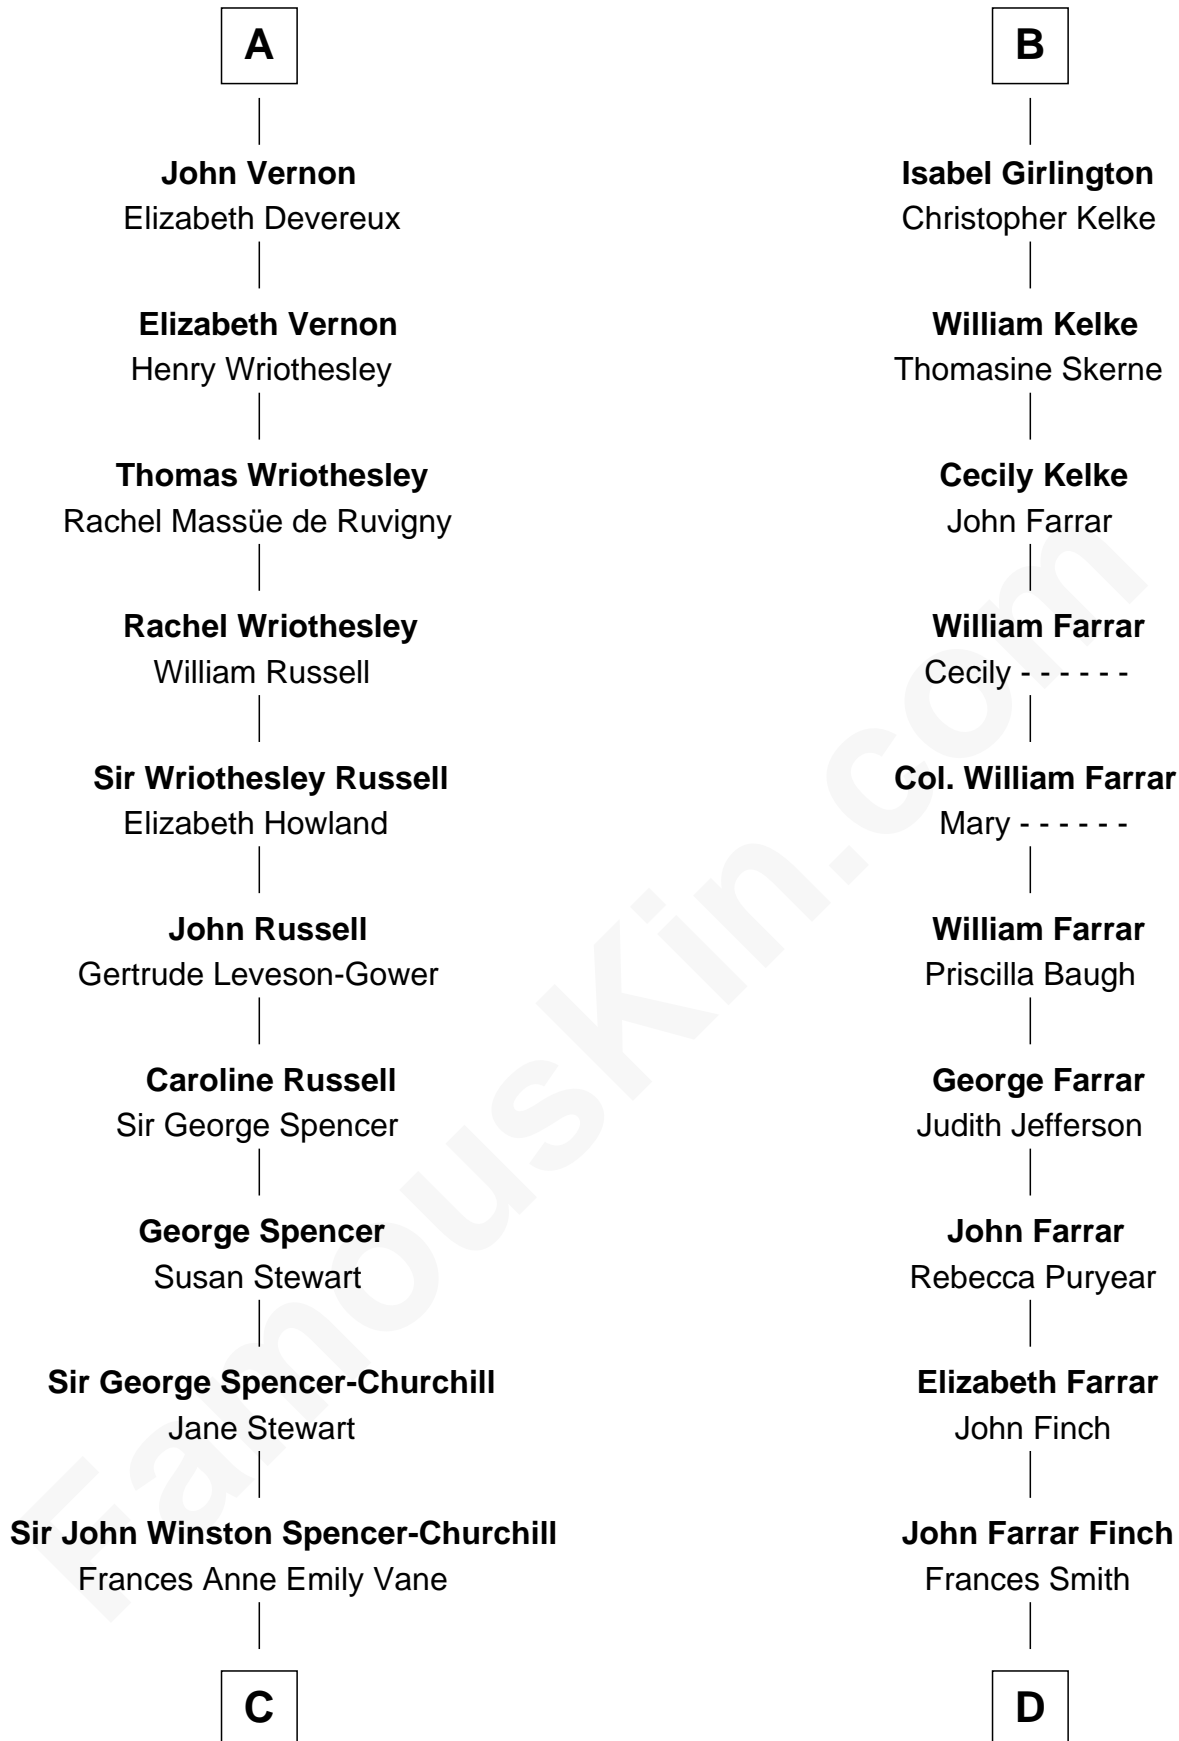 A
John Vernon
Elizabeth Devereux
Elizabeth Vernon
Henry Wriothesley
Thomas Wriothesley
Rachel Massüe de Ruvigny
Rachel Wriothesley
William Russell
Sir Wriothesley Russell
Elizabeth Howland
John Russell
Gertrude Leveson-Gower
Caroline Russell
Sir George Spencer
George Spencer
Susan Stewart
Sir George Spencer-Churchill
Jane Stewart
Sir John Winston Spencer-Churchill
Frances Anne Emily Vane
C
B
Isabel Girlington
Christopher Kelke
William Kelke
Thomasine Skerne
Cecily Kelke
John Farrar
William Farrar
Cecily - - - - - -
Col. William Farrar
Mary - - - - - -
William Farrar
Priscilla Baugh
George Farrar
Judith Jefferson
John Farrar
Rebecca Puryear
Elizabeth Farrar
John Finch
John Farrar Finch
Frances Smith
D
FamousKin.com